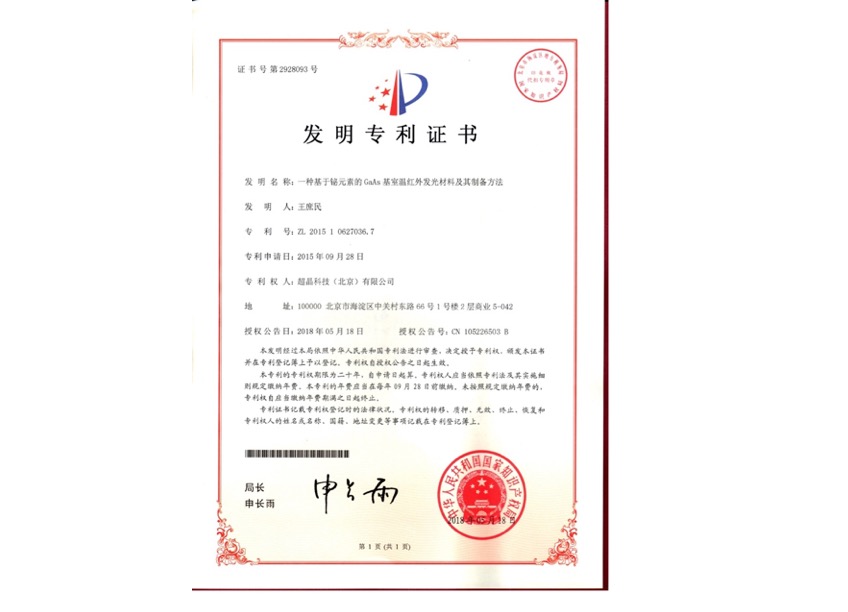 证书号第2928093号
发明专利证书
发 明 名 称：一种基于铋元素的GaAs基室温红外发光材料及其制备方法
发 明 人：王庶民
专 利 号：ZL 2015 1 0627036.7
专利申请日：2015年09月28日
专 利 权 人：超晶科技（北京）有限公司
地 址：100000 北京市海淀区中关村东路66号1号楼2层商业5-042
授权公告日：2018年05月18日 授权公告号：CN 105226503 B
本发明经过本局依照中华人民共和国专利法进行审查，决定授予专利权，颁发本证书
并在专利登记簿上予以登记。专利权自授权公告之日起生效。
本专利的专利权期限为二十年，自申请日起算。专利权人应当依照专利法及其实施细
则规定缴纳年费。本专利的年费应当在每年09月28日前缴纳。未按照规定缴纳年费的，
专利权自应当缴纳年费期满之日起终止。
专利证书记载专利权登记时的法律状况。专利权的转移、质押、无效、终止、恢复和
专利权人的姓名或名称、国籍、地址变更等事项记载在专利登记簿上。
局长
申长雨
申长雨
中华人民共和国国家知识产权局
2018年05月18日
第1页(共1页)